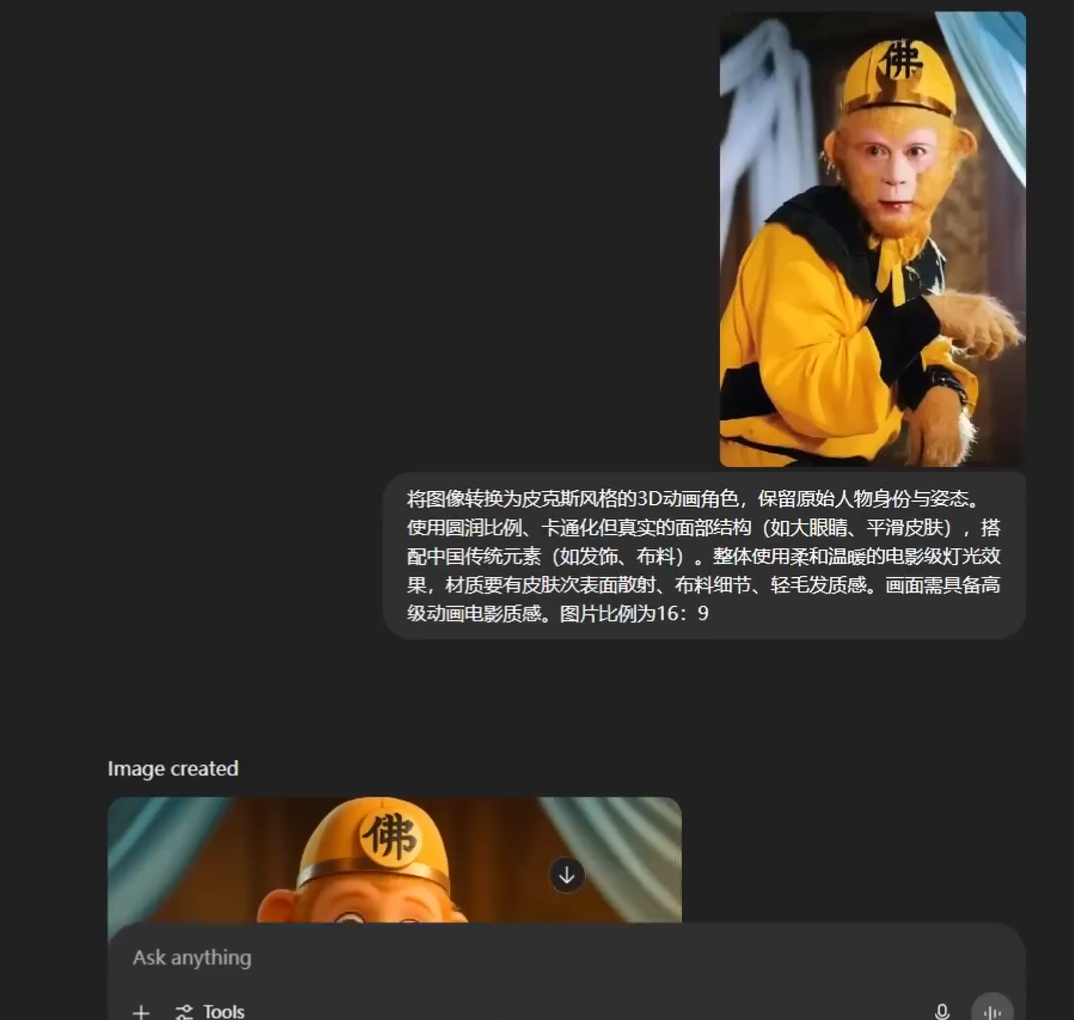 佛
将图像转换为皮克斯风格的3D动画角色，保留原始人物身份与姿态。
使用圆润比例、卡通化但真实的面部结构（如大眼睛、平滑皮肤），搭
配中国传统元素（如发饰、布料）。整体使用柔和温暖的电影级灯光效
果，材质要有皮肤次表面散射、布料细节、轻毛发质感。画面需具备高
级动画电影质感。图片比例为16：9
Image created
佛
Ask anything
Tools